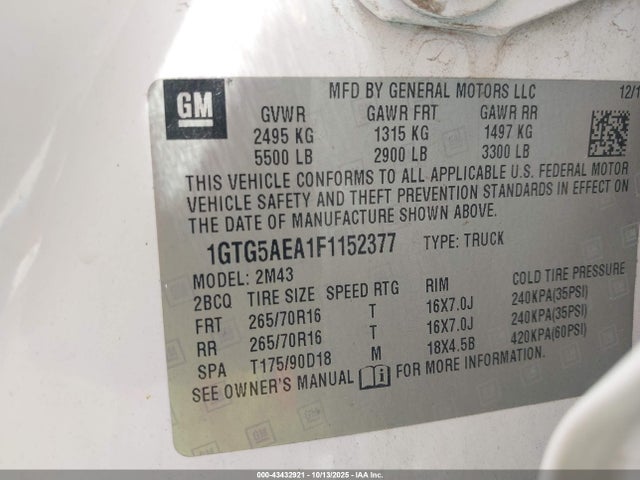 GM
MFD BY GENERAL MOTORS LLC 12/1
GVWR GAWR FRT GAWR RR
2495 KG 1315 KG 1497 KG
5500 LB 2900 LB 3300 LB
THIS VEHICLE CONFORMS TO ALL APPLICABLE U.S. FEDERAL MOTOR
VEHICLE SAFETY AND THEFT PREVENTION STANDARDS IN EFFECT ON
THE DATE OF MANUFACTURE SHOWN ABOVE.
1GTG5AEA1F1152377 TYPE: TRUCK
MODEL: 2M43
2BCQ TIRE SIZE SPEED RTG RIM COLD TIRE PRESSURE
FRT 265/70R16 T 16X7.0J 240KPA(35PSI)
RR 265/70R16 T 16X7.0J 240KPA(35PSI)
SPA T175/90D18 M 18X4.5B 420KPA(60PSI)
SEE OWNER'S MANUAL FOR MORE INFORMATION.
000-43432921 - 10/13/2025 - IAA Inc.